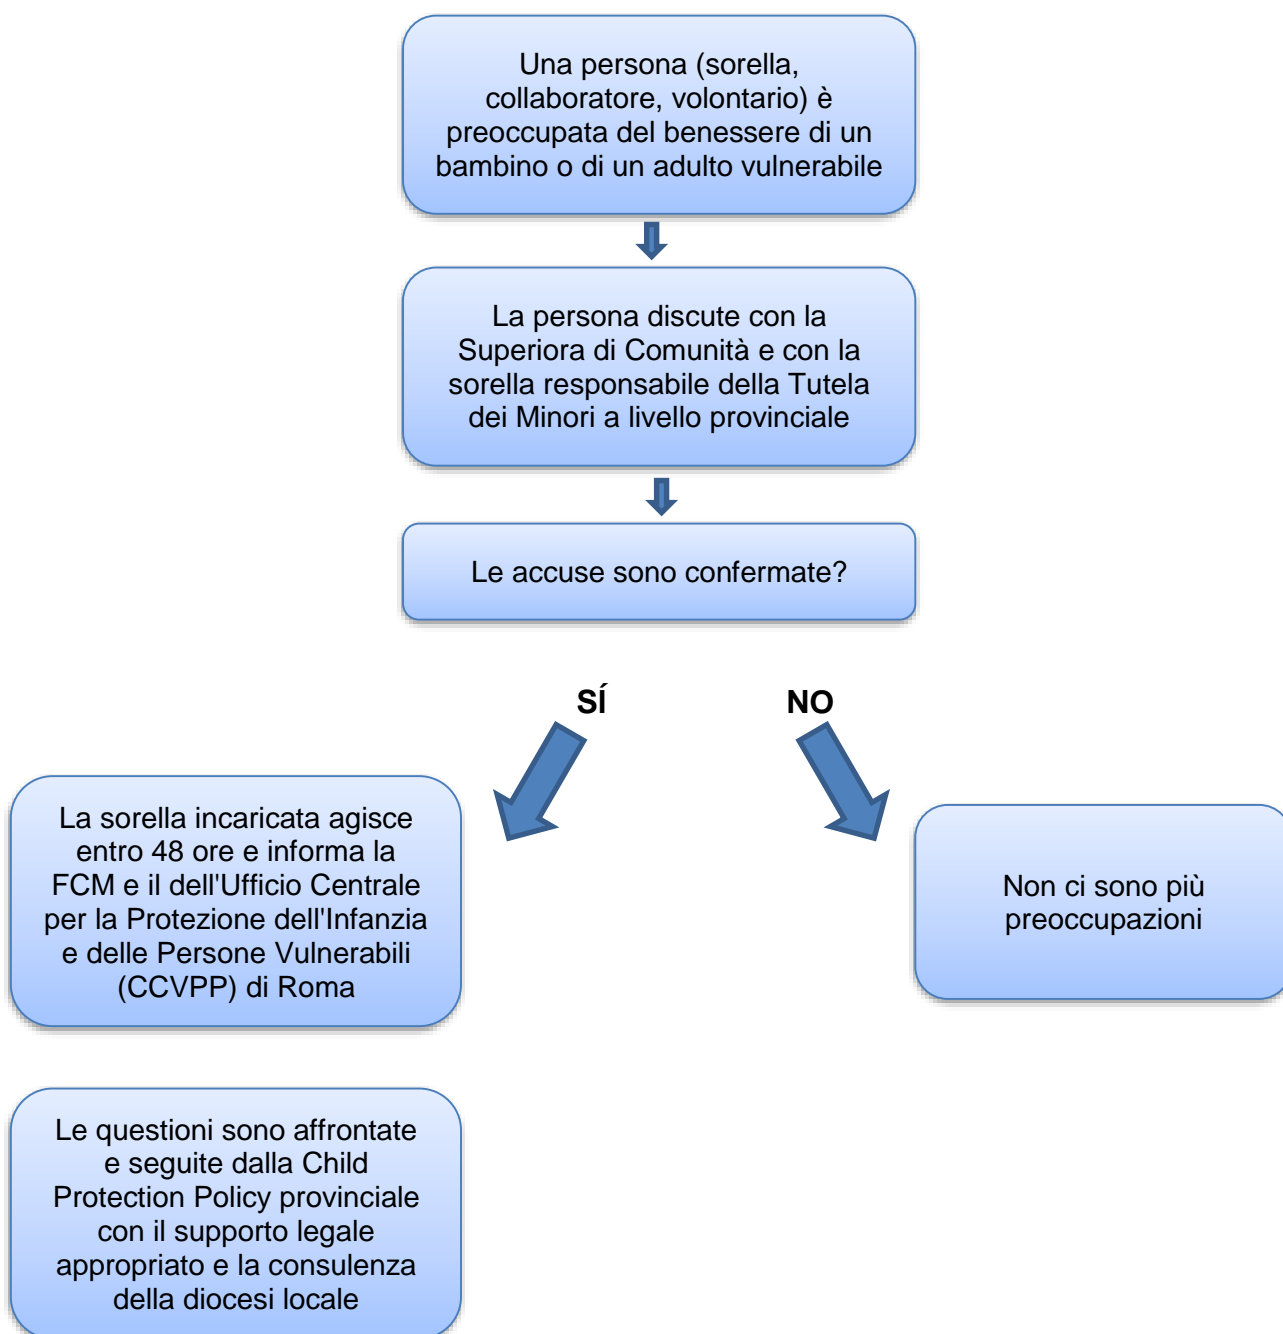 Una persona (sorella,
collaboratore, volontario) è
preoccupata del benessere di un
bambino o di un adulto vulnerabile
La persona discute con la
Superiora di Comunità e con la
sorella responsabile della Tutela
dei Minori a livello provinciale
Le accuse sono confermate?
SÍ
NO
La sorella incaricata agisce
entro 48 ore e informa la
FCM e il dell'Ufficio Centrale
per la Protezione dell'Infanzia
e delle Persone Vulnerabili
(CCVPP) di Roma
Non ci sono più
preoccupazioni
Le questioni sono affrontate
e seguite dalla Child
Protection Policy provinciale
con il supporto legale
appropriato e la consulenza
della diocesi locale